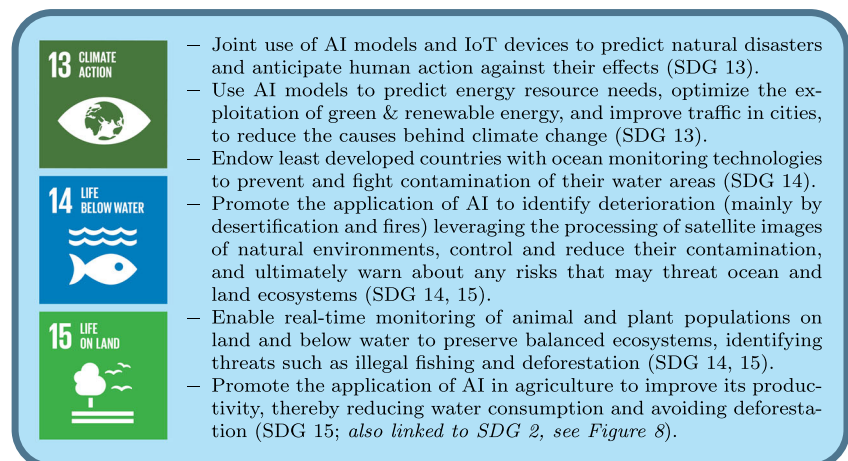 13 CLIMATE
ACTION
14 LIFE
BELOW WATER
15 LIFE
ON LAND
– Joint use of AI models and IoT devices to predict natural disasters
and anticipate human action against their effects (SDG 13).
– Use AI models to predict energy resource needs, optimize the ex-
ploitation of green & renewable energy, and improve traffic in cities,
to reduce the causes behind climate change (SDG 13).
– Endow least developed countries with ocean monitoring technologies
to prevent and fight contamination of their water areas (SDG 14).
– Promote the application of AI to identify deterioration (mainly by
desertification and fires) leveraging the processing of satellite images
of natural environments, control and reduce their contamination,
and ultimately warn about any risks that may threat ocean and
land ecosystems (SDG 14, 15).
– Enable real-time monitoring of animal and plant populations on
land and below water to preserve balanced ecosystems, identifying
threats such as illegal fishing and deforestation (SDG 14, 15).
– Promote the application of AI in agriculture to improve its produc-
tivity, thereby reducing water consumption and avoiding deforesta-
tion (SDG 15; also linked to SDG 2, see Figure 8).